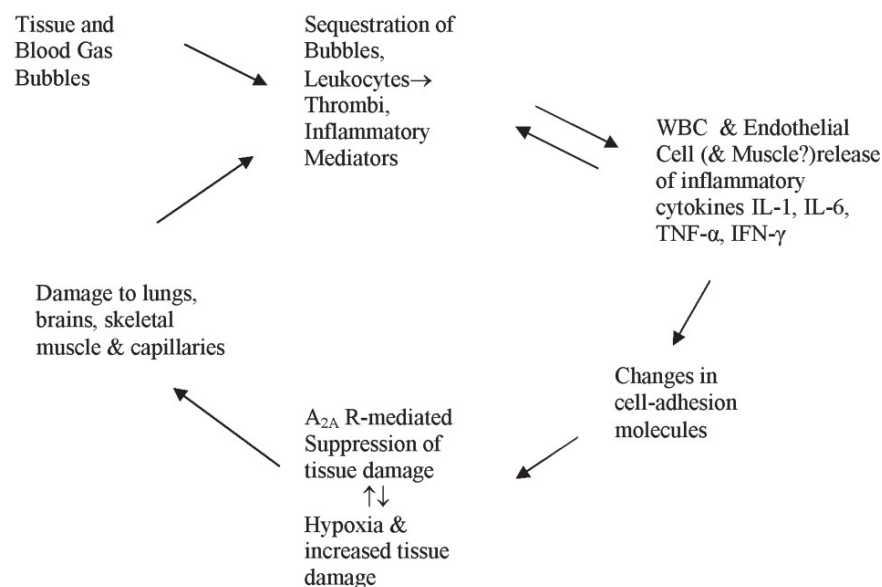 Tissue and
Blood Gas
Bubbles
Sequestration of
Bubbles,
Leukocytes→
Thrombi,
Inflammatory
Mediators
WBC & Endothelial
Cell (& Muscle?)release
of inflammatory
cytokines IL-1, IL-6,
TNF-α, IFN-γ
Changes in
cell-adhesion
molecules
A2A R-mediated
Suppression of
tissue damage
↑↓
Hypoxia &
increased tissue
damage
Damage to lungs,
brains, skeletal
muscle & capillaries